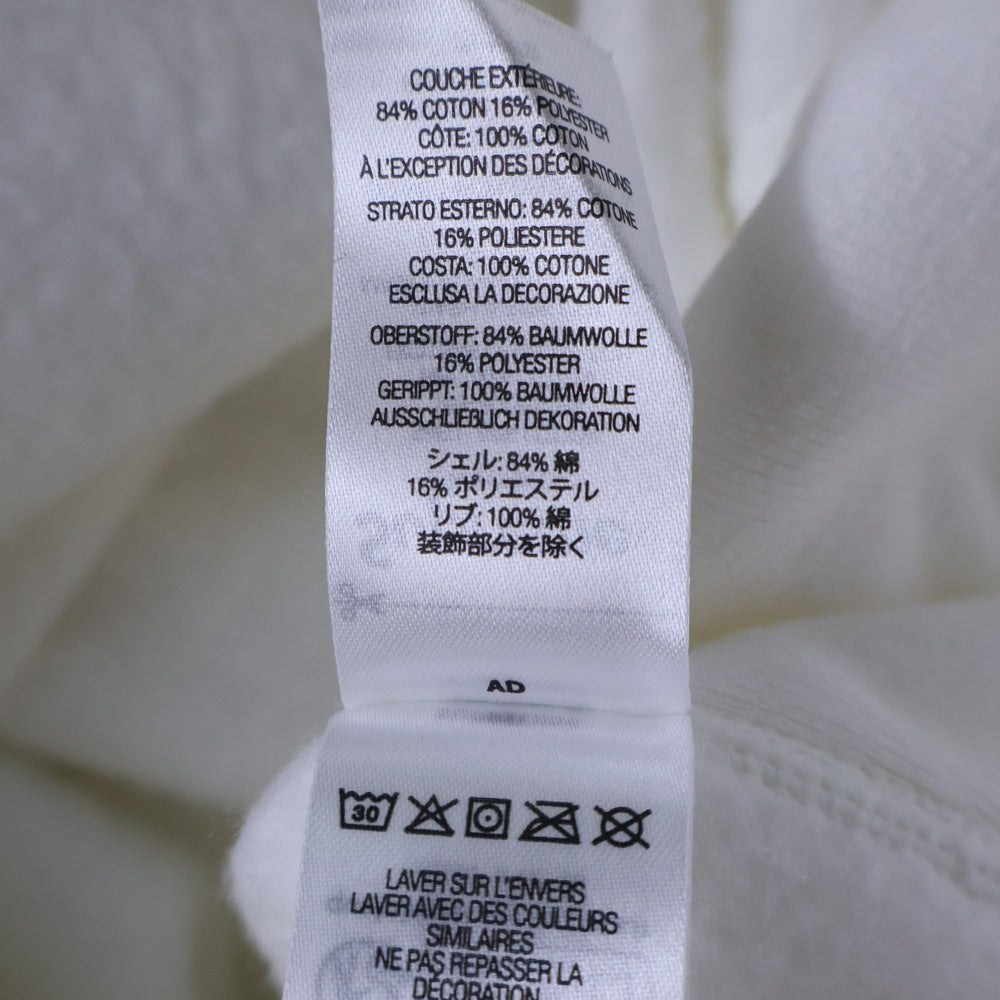 COUCHE EXTÉRIEURE:
84% COTON 16% POLYESTER
CÔTE: 100% COTON
À L'EXCEPTION DES DÉCORATIONS
STRATO ESTERNO: 84% COTONE
16% POLIESTERE
COSTA: 100% COTONE
ESCLUSA LA DECORAZIONE
OBERSTOFF: 84% BAUMWOLLE
16% POLYESTER
GERIPPT: 100% BAUMWOLLE
AUSSCHLIEẞLICH DEKORATION
シェル: 84% 綿
16% ポリエステル
リブ: 100% 綿
装飾部分を除く
AD
30
LAVER SUR L'ENVERS
LAVER AVEC DES COULEURS
SIMILAIRES
NE PAS REPASSER LA
DÉCORATION